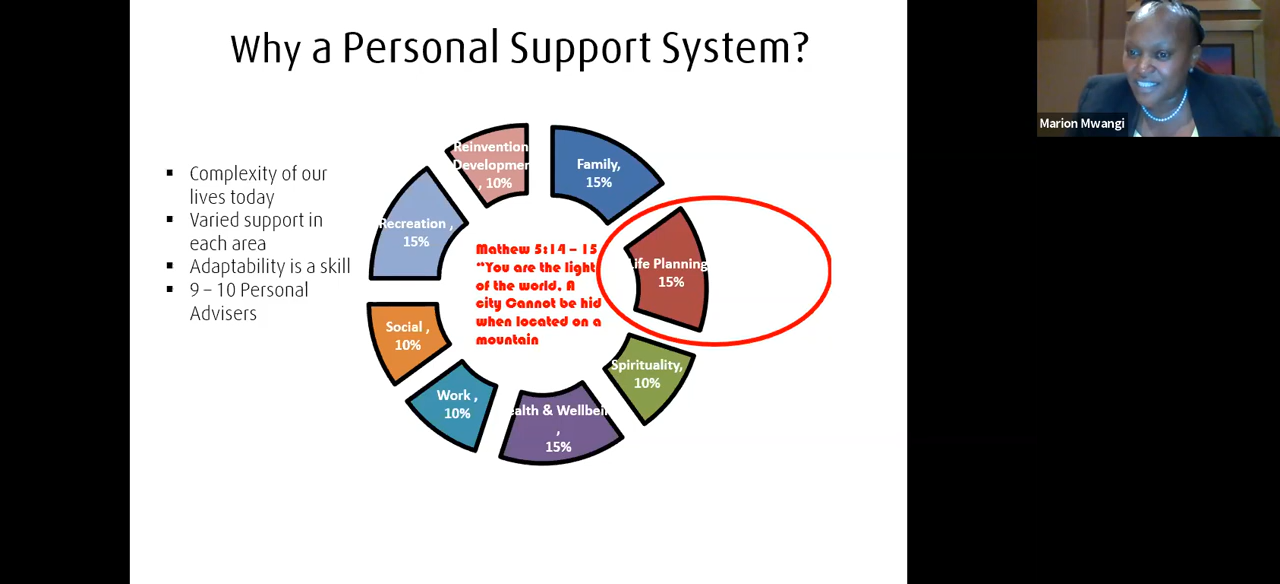 Why a Personal Support System?
Marion Mwangi
▪ Complexity of our
lives today
▪ Varied support in
each area
▪ Adaptability is a skill
▪ 9 – 10 Personal
Advisers
Reinvention
Developmen
, 10%
Family,
15%
Recreation ,
15%
Life Planning
15%
Mathew 5:14 – 15
“You are the light
of the world, A
city Cannot be hid
when located on a
mountain
Social ,
10%
Spirituality,
10%
Work ,
10%
ealth & Wellbein
,
15%